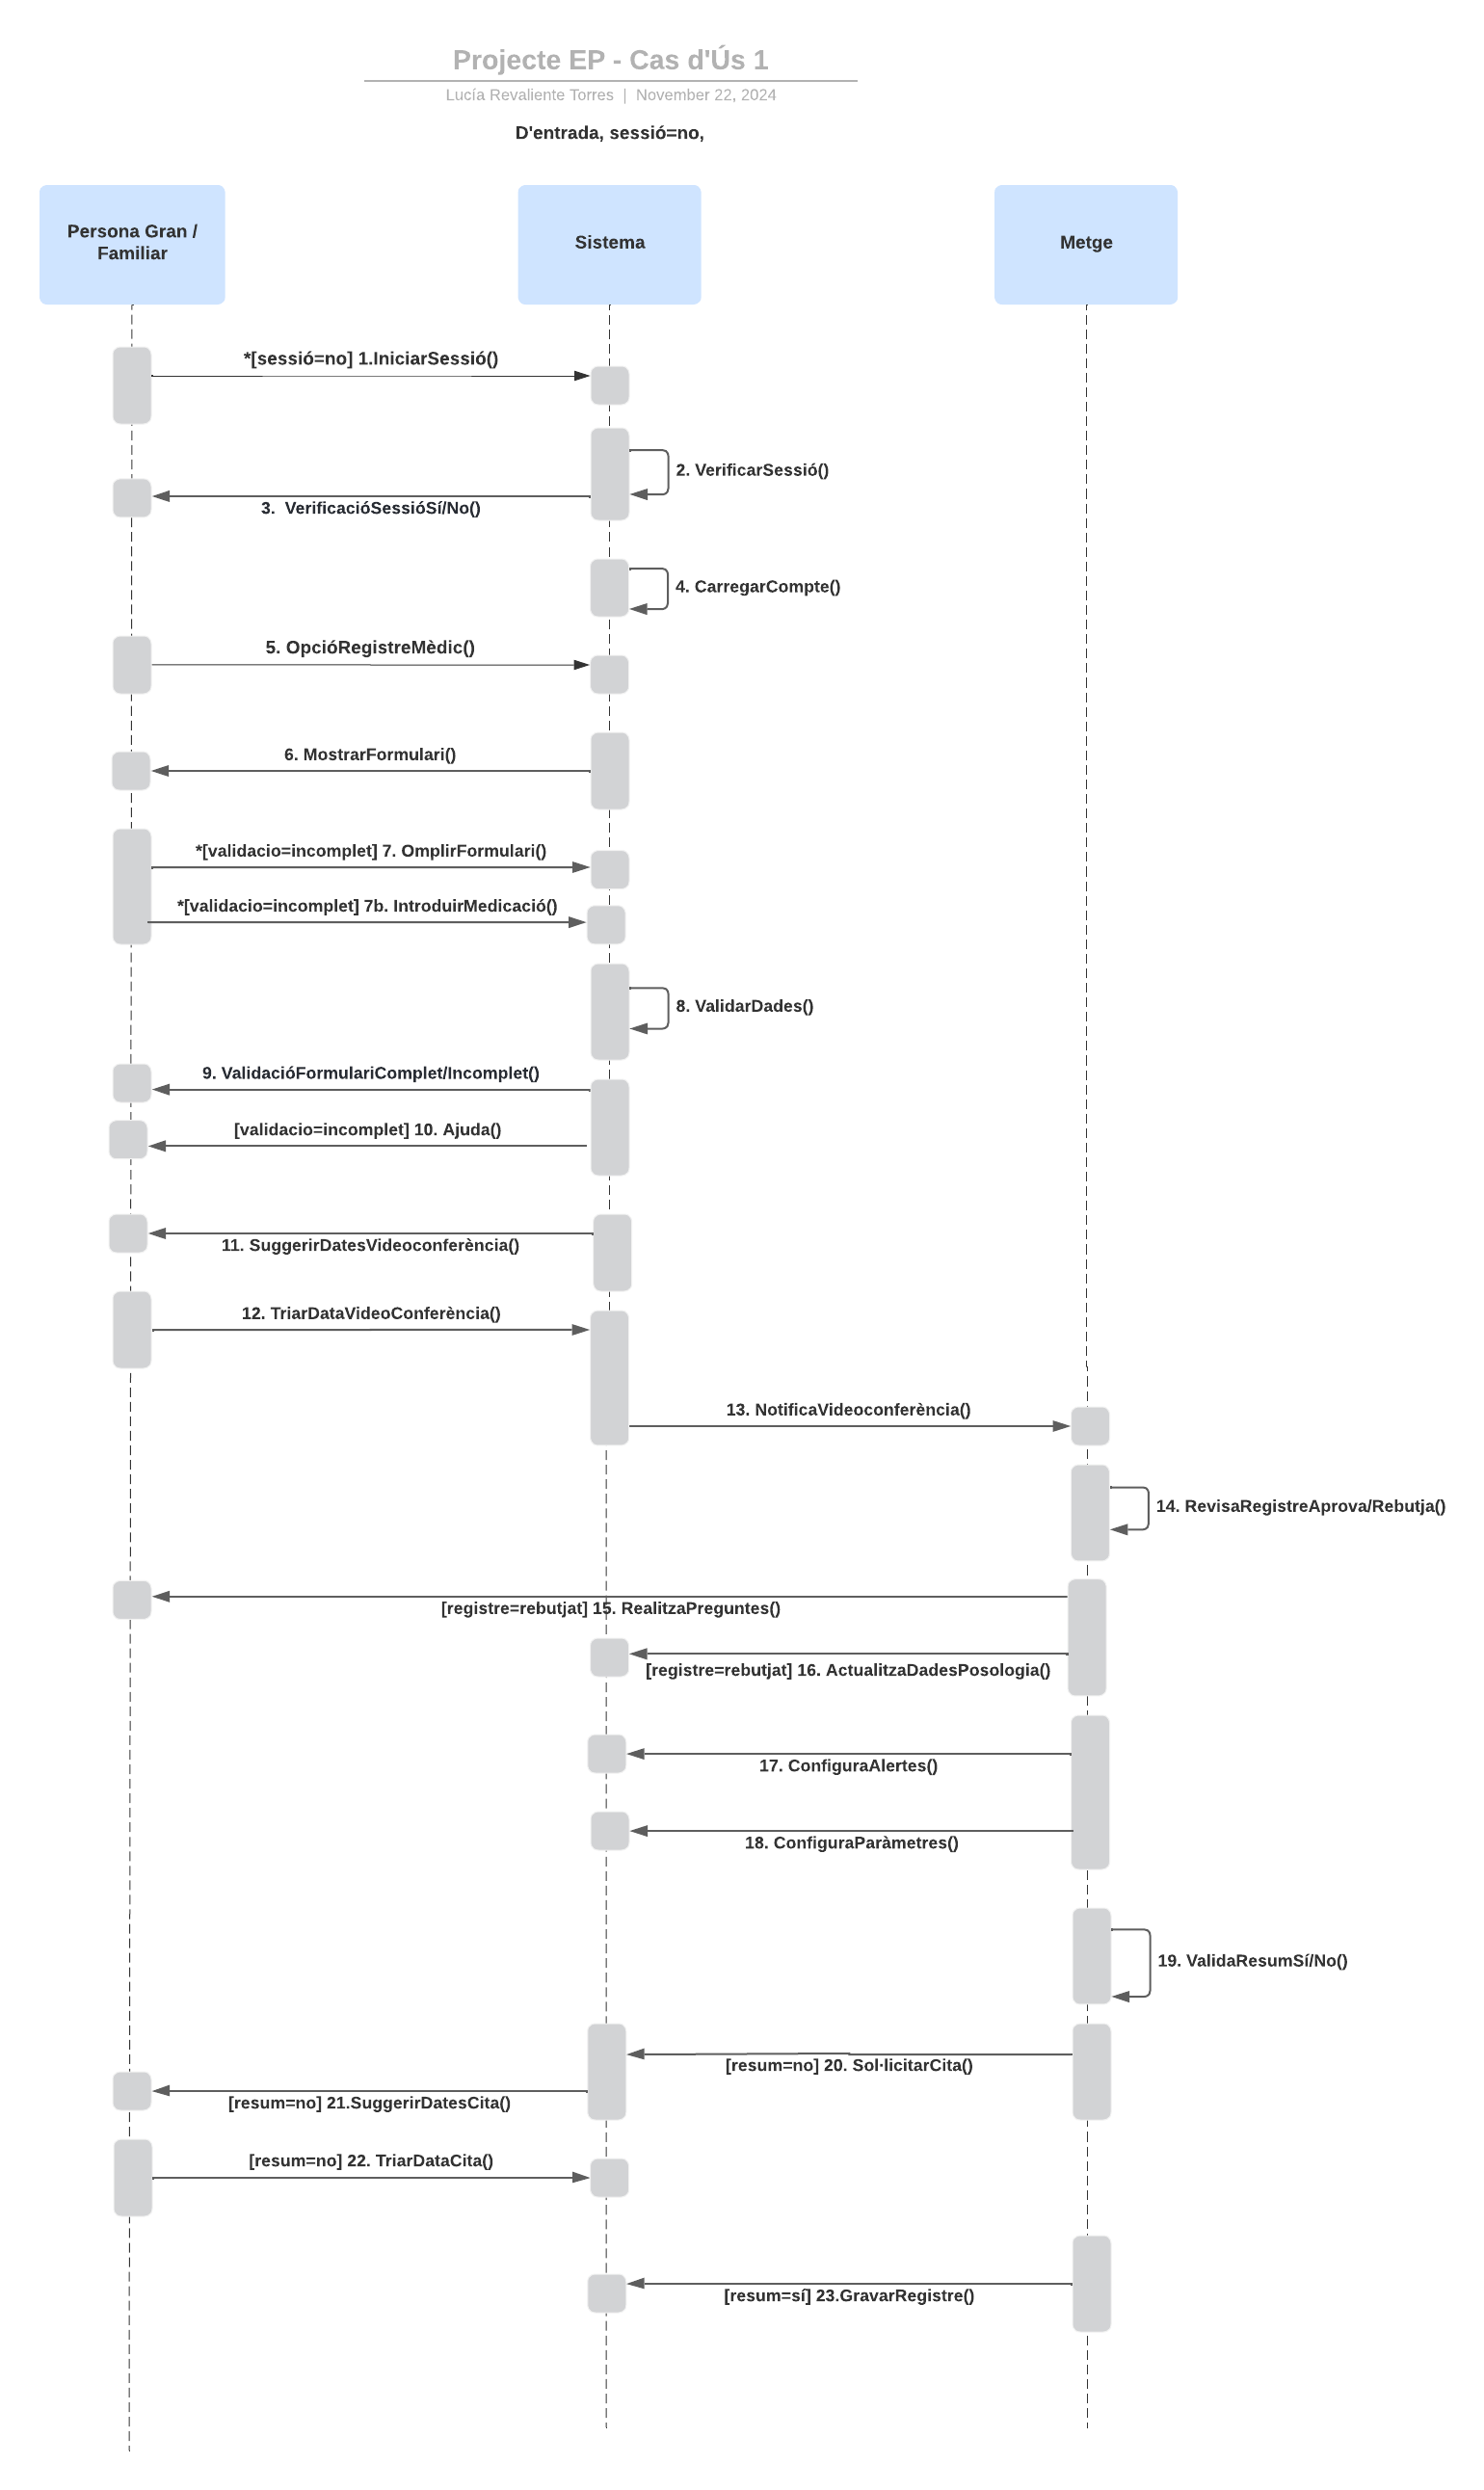 Projecte EP - Cas d'Ús 1
Lucía Revaliente Torres | November 22, 2024
D'entrada, sessió=no,
Persona Gran /
Familiar
Sistema
Metge
*[sessió=no] 1.IniciarSessió()
2. VerificarSessió()
3.  VerificacióSessióSí/No()
4. CarregarCompte()
5. OpcióRegistreMèdic()
6. MostrarFormulari()
*[validacio=incomplet] 7. OmplirFormulari()
*[validacio=incomplet] 7b. IntroduirMedicació()
8. ValidarDades()
9. ValidacióFormulariComplet/Incomplet()
[validacio=incomplet] 10. Ajuda()
11. SuggerirDatesVideoconferència()
12. TriarDataVideoConferència()
13. NotificaVideoconferència()
14. RevisaRegistreAprova/Rebutja()
[registre=rebutjat] 15. RealitzaPreguntes()
[registre=rebutjat] 16. ActualitzaDadesPosologia()
17. ConfiguraAlertes()
18. ConfiguraParàmetres()
19. ValidaResumSí/No()
[resum=no] 20. Sol·licitarCita()
[resum=no] 21.SuggerirDatesCita()
[resum=no] 22. TriarDataCita()
[resum=sí] 23.GravarRegistre()